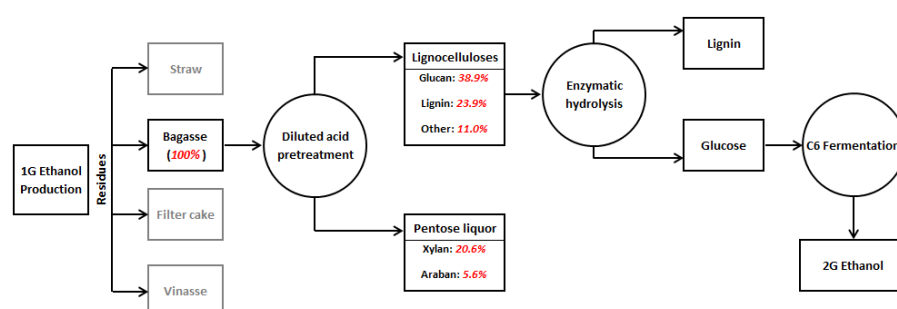 1G Ethanol
Production
Residues
Straw
Bagasse
(100%)
Filter cake
Vinasse
Diluted acid
pretreatment
Lignocelluloses
Glucan: 38.9%
Lignin: 23.9%
Other: 11.0%
Pentose liquor
Xylan: 20.6%
Araban: 5.6%
Enzymatic
hydrolysis
Lignin
Glucose
C6 Fermentation
2G Ethanol